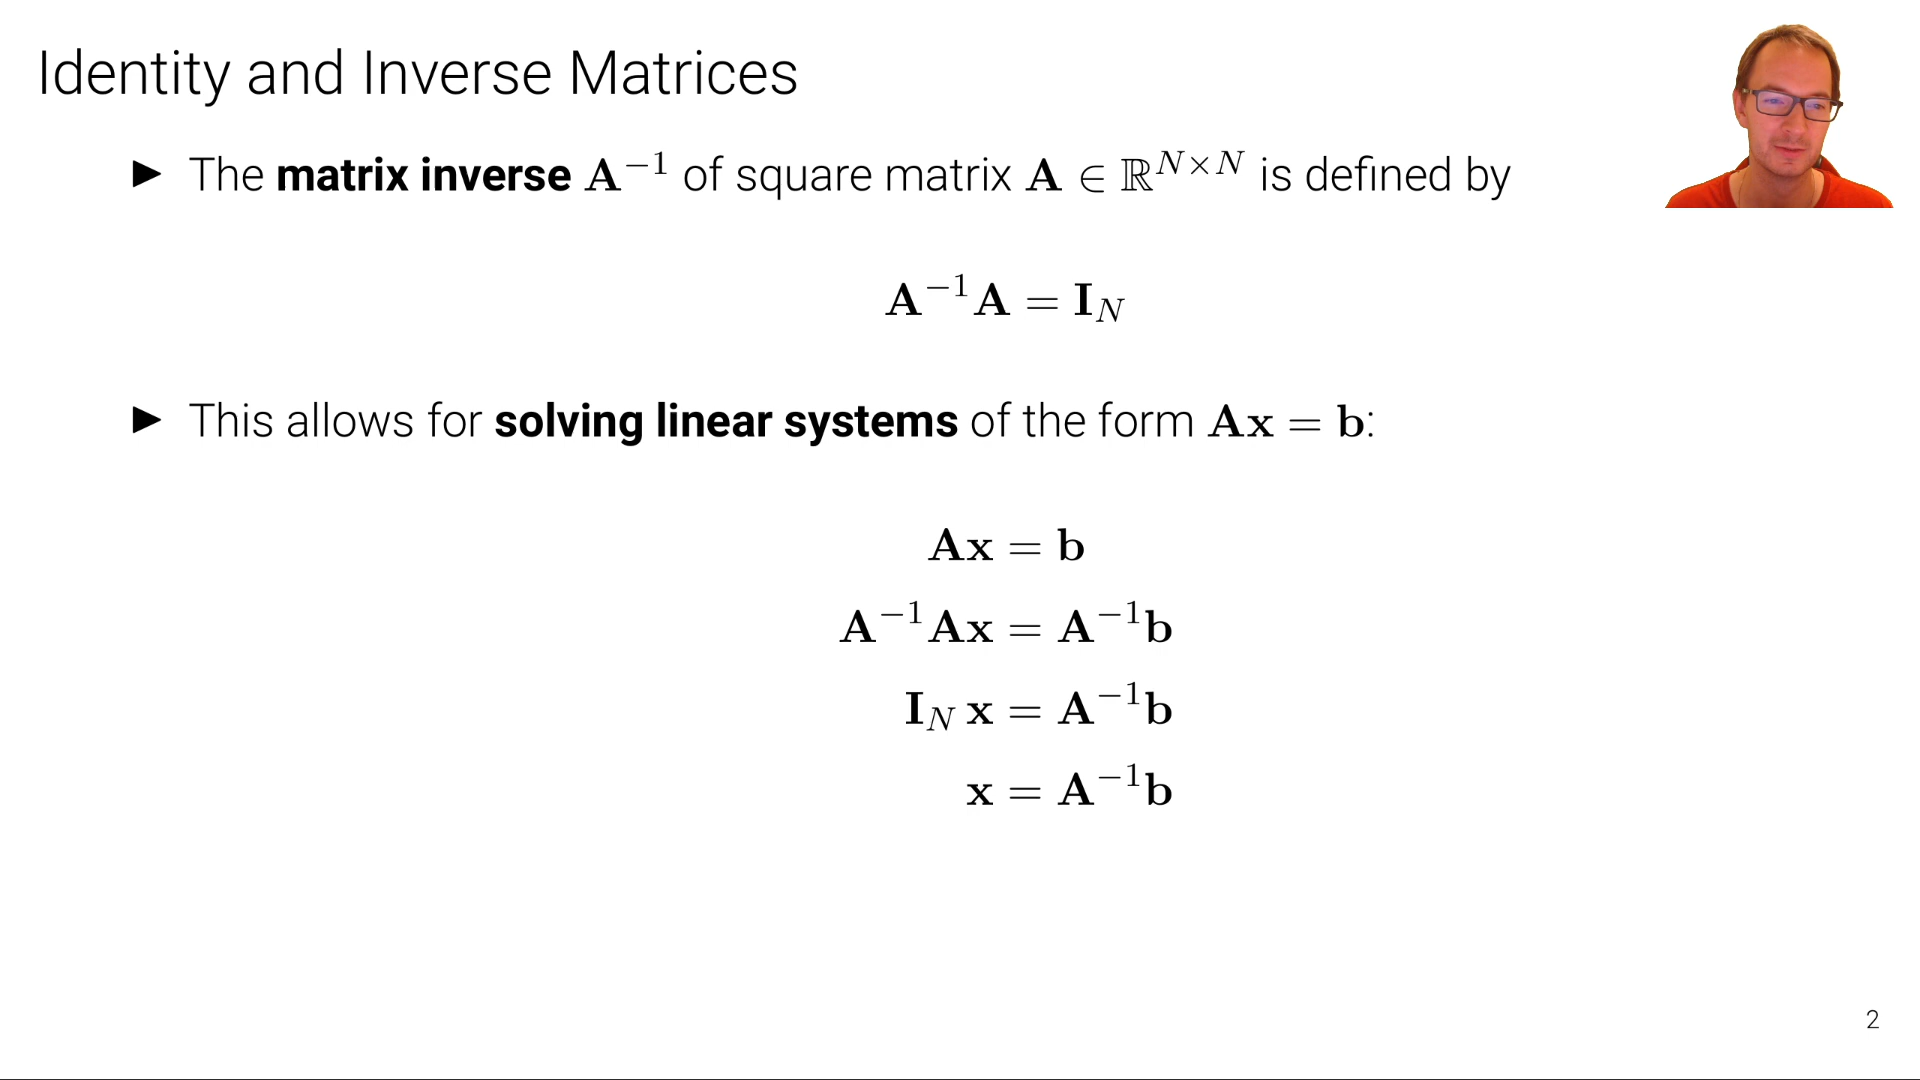 Identity and Inverse Matrices
▶ The matrix inverse A⁻¹ of square matrix A ∈ ℝᴺˣᴺ is defined by
A⁻¹A = I_N
▶ This allows for solving linear systems of the form Ax = b:
Ax = b
A⁻¹Ax = A⁻¹b
I_N x = A⁻¹b
x = A⁻¹b
2